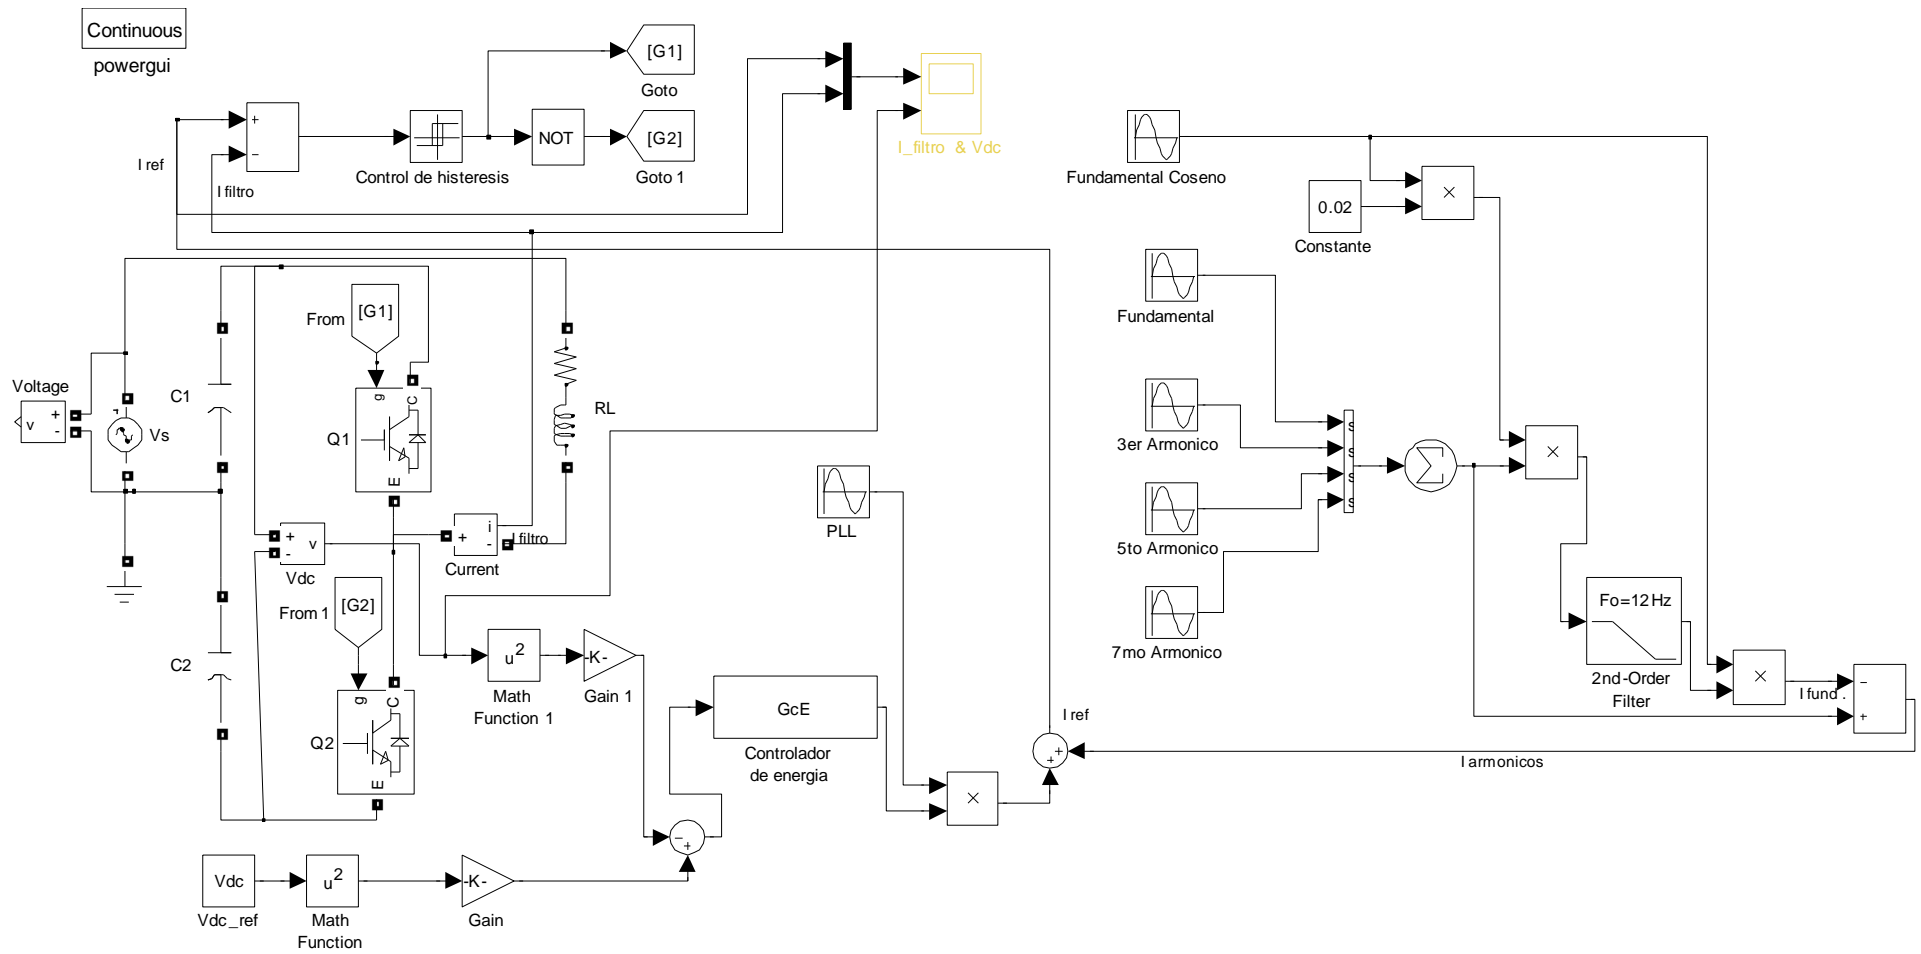 Continuous
powergui
[G1]
Goto
+
−
I ref
I filtro
Control de histeresis
NOT
[G2]
Goto 1
I_filtro & Vdc
Fundamental Coseno
0.02
Constante
×
Fundamental
3er Armonico
5to Armonico
7mo Armonico
×
Fo=12Hz
2nd-Order
Filter
×
I fund.
−
+
I armonicos
Voltage
v
+
-
Vs
C1
C2
From
[G1]
g
C
E
Q1
RL
+
-
v
Vdc
+
i
-
I filtro
Current
From 1
[G2]
g
C
E
Q2
u2
Math
Function 1
-K-
Gain 1
PLL
GcE
Controlador
de energia
×
I ref
+
+
−
+
Vdc
Vdc_ref
u2
Math
Function
-K-
Gain